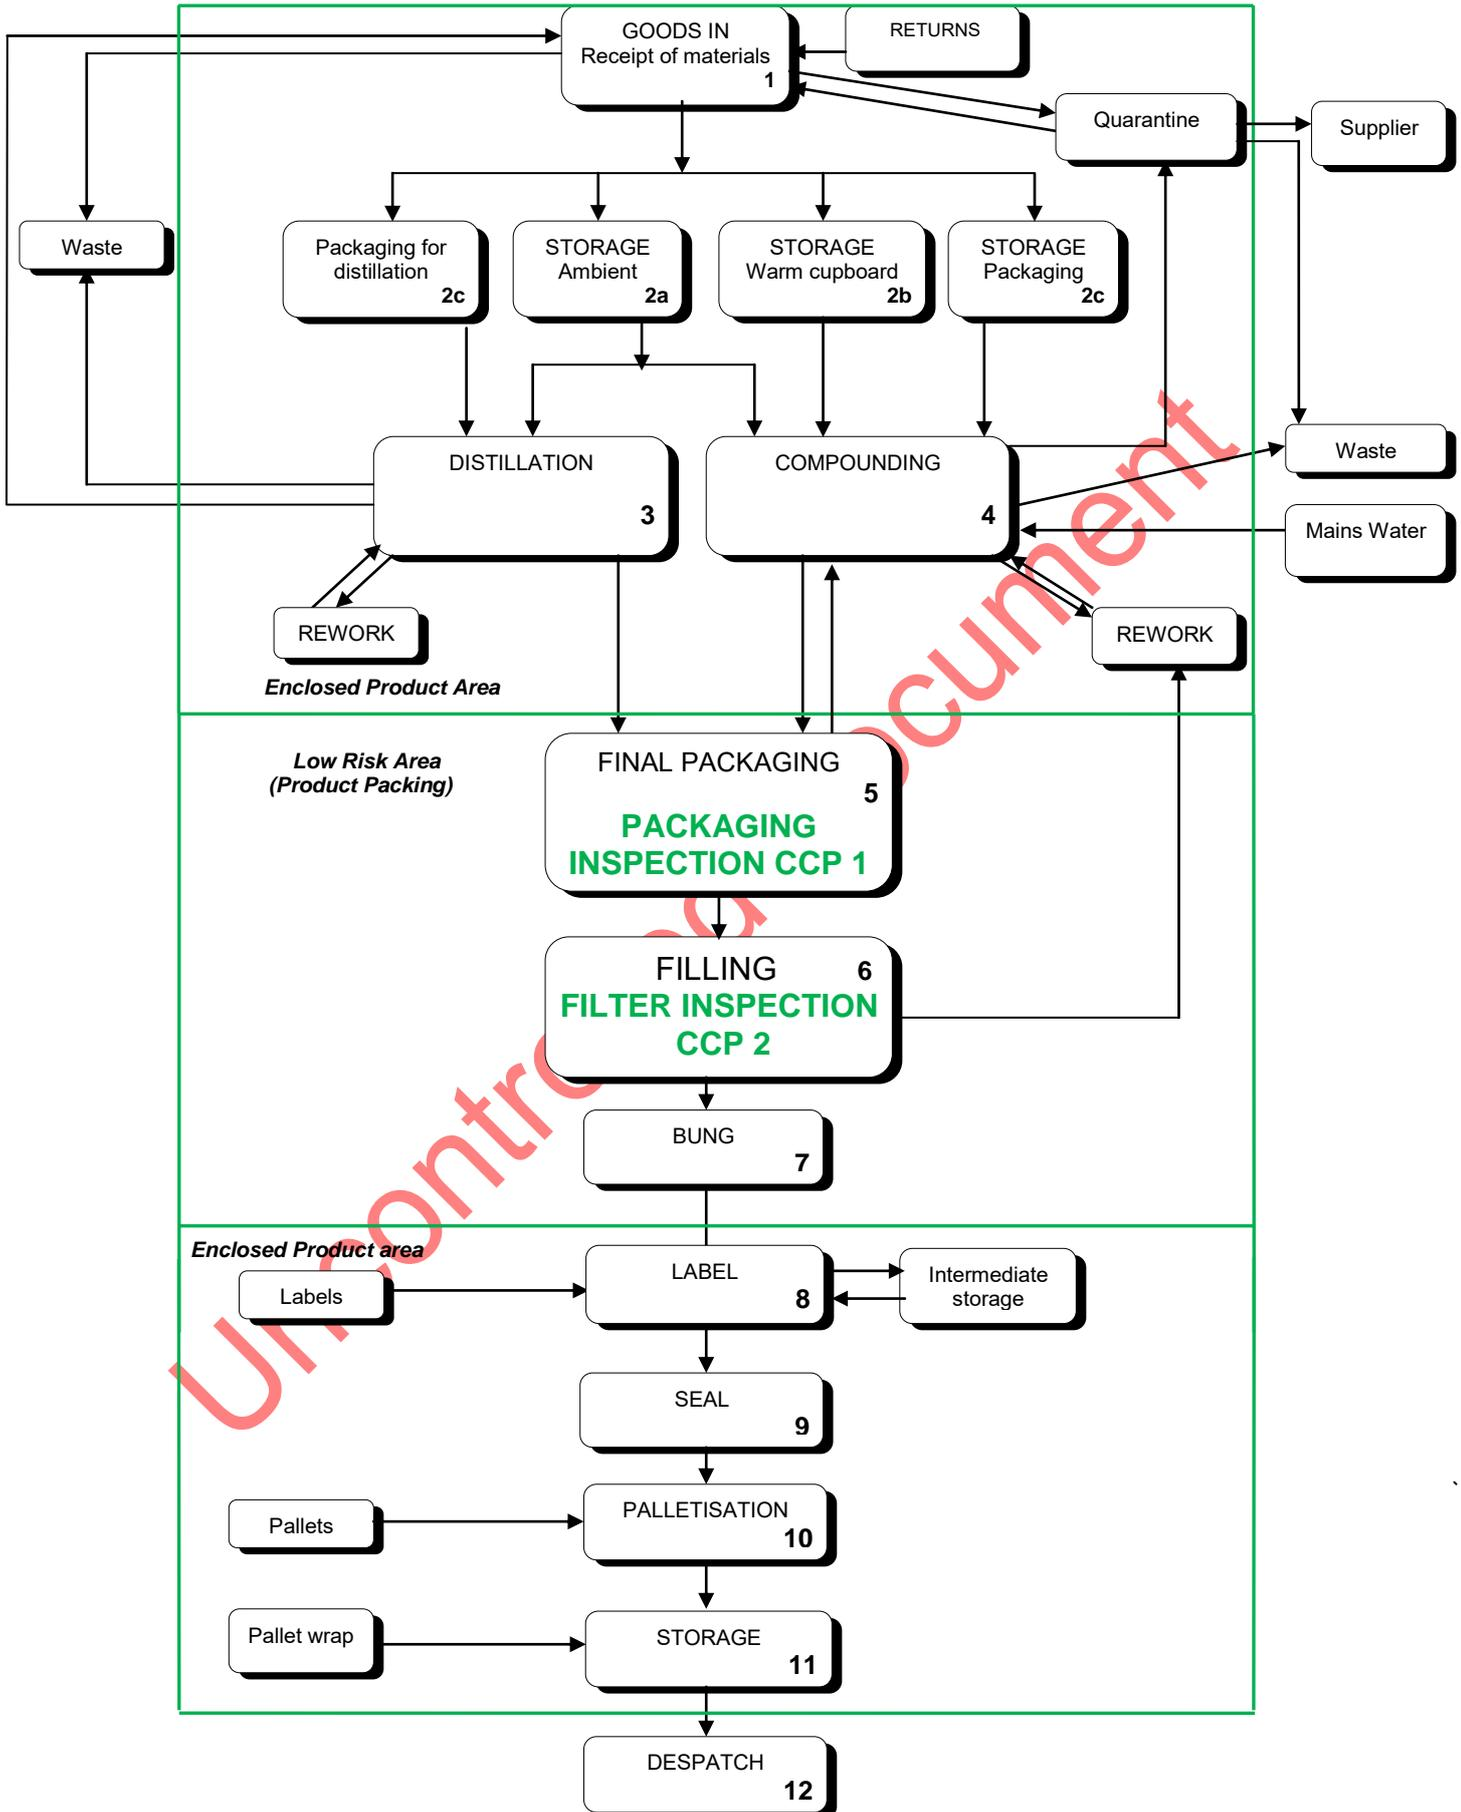 GOODS IN
Receipt of materials
1
RETURNS
Quarantine
Supplier
Waste
Packaging for
distillation
2c
STORAGE
Ambient
2a
STORAGE
Warm cupboard
2b
STORAGE
Packaging
2c
DISTILLATION
3
COMPOUNDING
4
Waste
Mains Water
REWORK
REWORK
Enclosed Product Area
Low Risk Area
(Product Packing)
FINAL PACKAGING
5
PACKAGING
INSPECTION CCP 1
FILLING 6
FILTER INSPECTION
CCP 2
BUNG
7
Enclosed Product area
Labels
LABEL
8
Intermediate
storage
SEAL
9
Pallets
PALLETISATION
10
Pallet wrap
STORAGE
11
DESPATCH
12
Uncontrolled Document